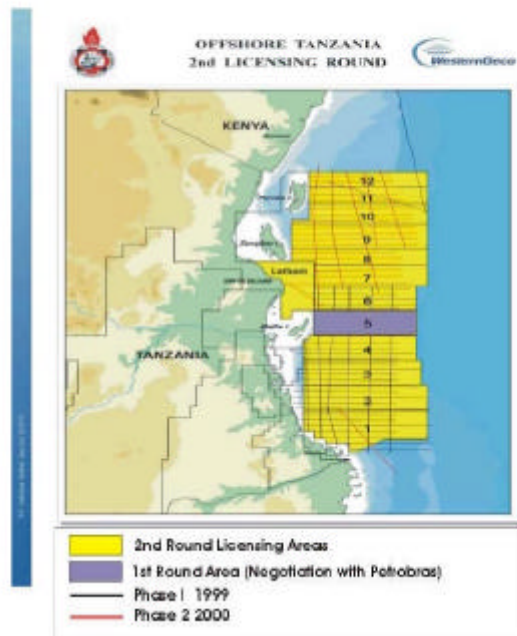 OFFSHORE TANZANIA
2nd LICENSING ROUND
WesternGeco
KENYA
12
11
10
9
8
Latham
7
6
5
TANZANIA
4
3
2
1
2nd Round Licensing Areas
1st Round Area (Negotiation with Petrobras)
Phase I 1999
Phase 2 2000